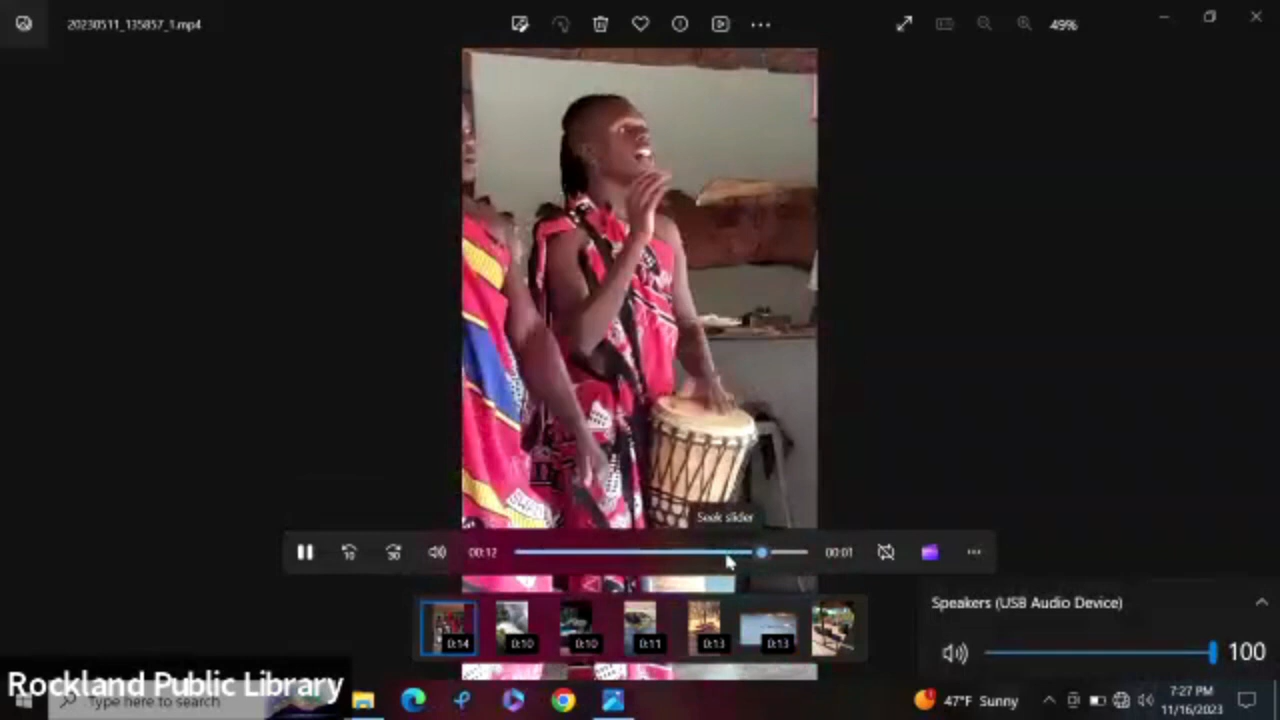 20230511_135857_1.mp4
49%
Seek slider
10
30
00:12
00:01
0:14
0:10
0:10
0:11
0:13
0:13
Speakers (USB Audio Device)
100
Rockland Public Library
Type here to search
47°F Sunny
7:27 PM
11/16/2023